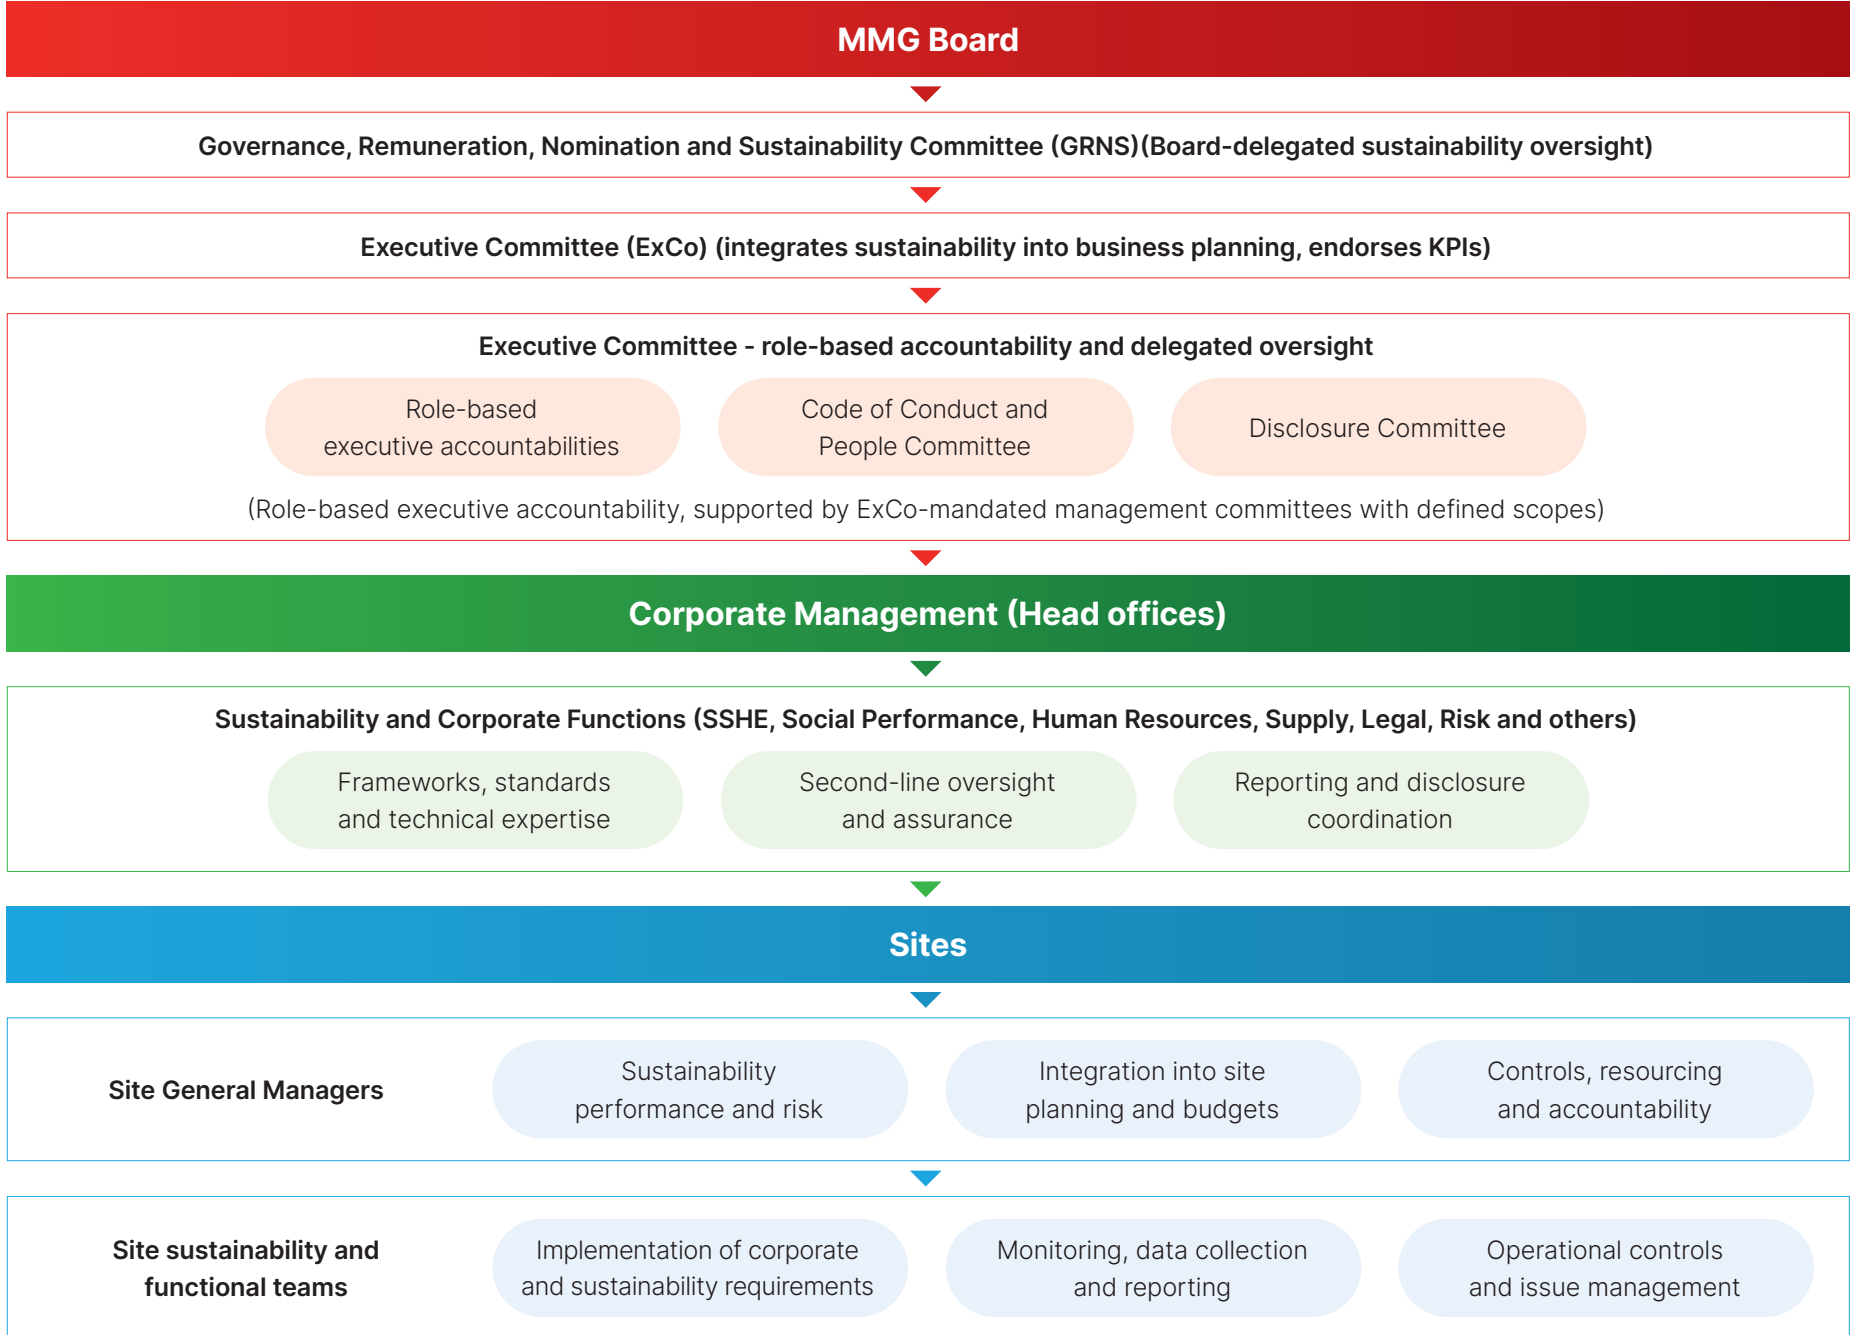 MMG Board
Governance, Remuneration, Nomination and Sustainability Committee (GRNS)(Board-delegated sustainability oversight)
Executive Committee (ExCo) (integrates sustainability into business planning, endorses KPIs)
Executive Committee - role-based accountability and delegated oversight
Role-based
executive accountabilities
Code of Conduct and
People Committee
Disclosure Committee
(Role-based executive accountability, supported by ExCo-mandated management committees with defined scopes)
Corporate Management (Head offices)
Sustainability and Corporate Functions (SSHE, Social Performance, Human Resources, Supply, Legal, Risk and others)
Frameworks, standards
and technical expertise
Second-line oversight
and assurance
Reporting and disclosure
coordination
Sites
Site General Managers
Sustainability
performance and risk
Integration into site
planning and budgets
Controls, resourcing
and accountability
Site sustainability and
functional teams
Implementation of corporate
and sustainability requirements
Monitoring, data collection
and reporting
Operational controls
and issue management